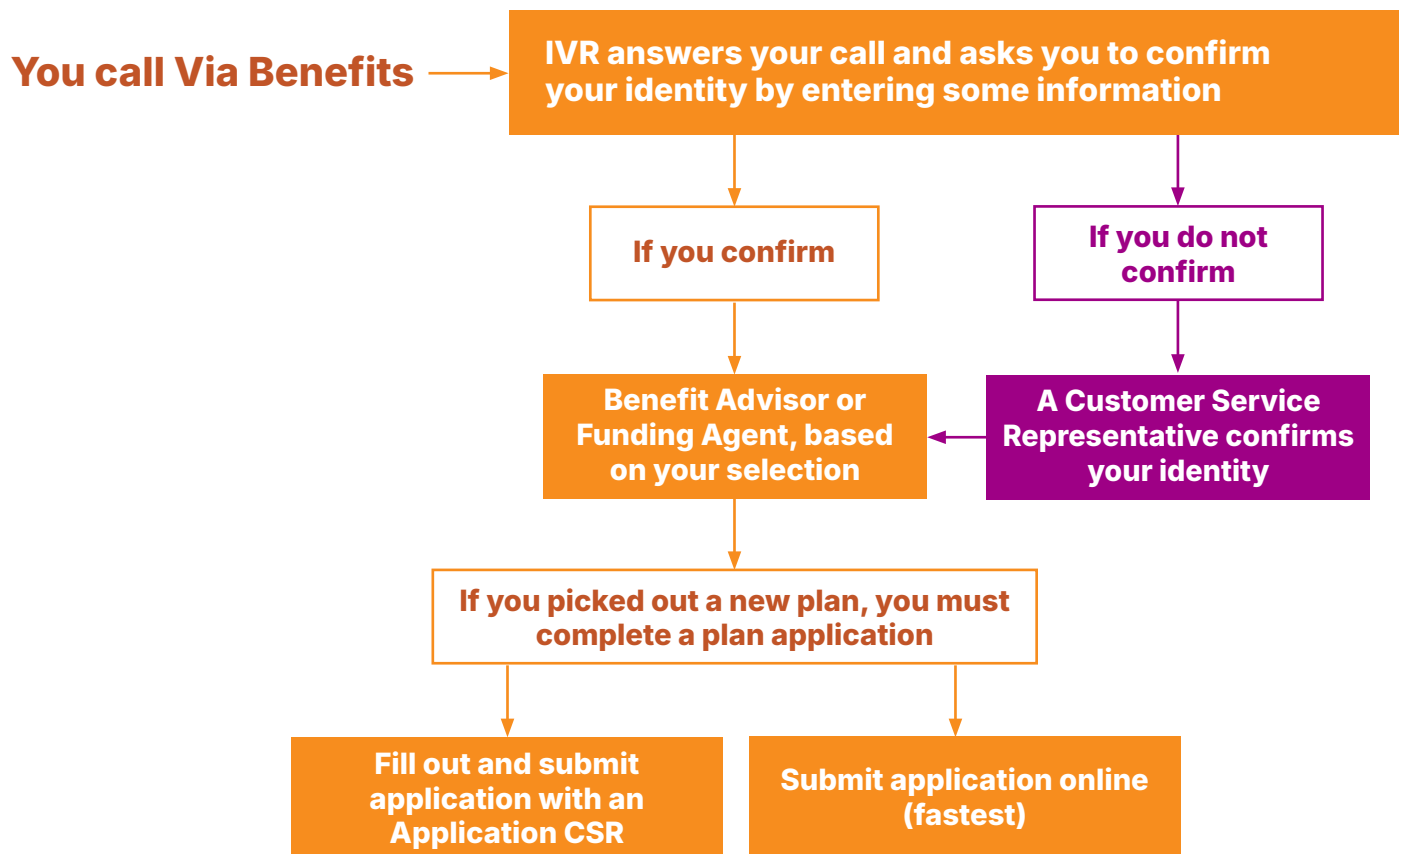 You call Via Benefits
IVR answers your call and asks you to confirm
your identity by entering some information
If you confirm
If you do not
confirm
Benefit Advisor or
Funding Agent, based
on your selection
A Customer Service
Representative confirms
your identity
If you picked out a new plan, you must
complete a plan application
Fill out and submit
application with an
Application CSR
Submit application online
(fastest)